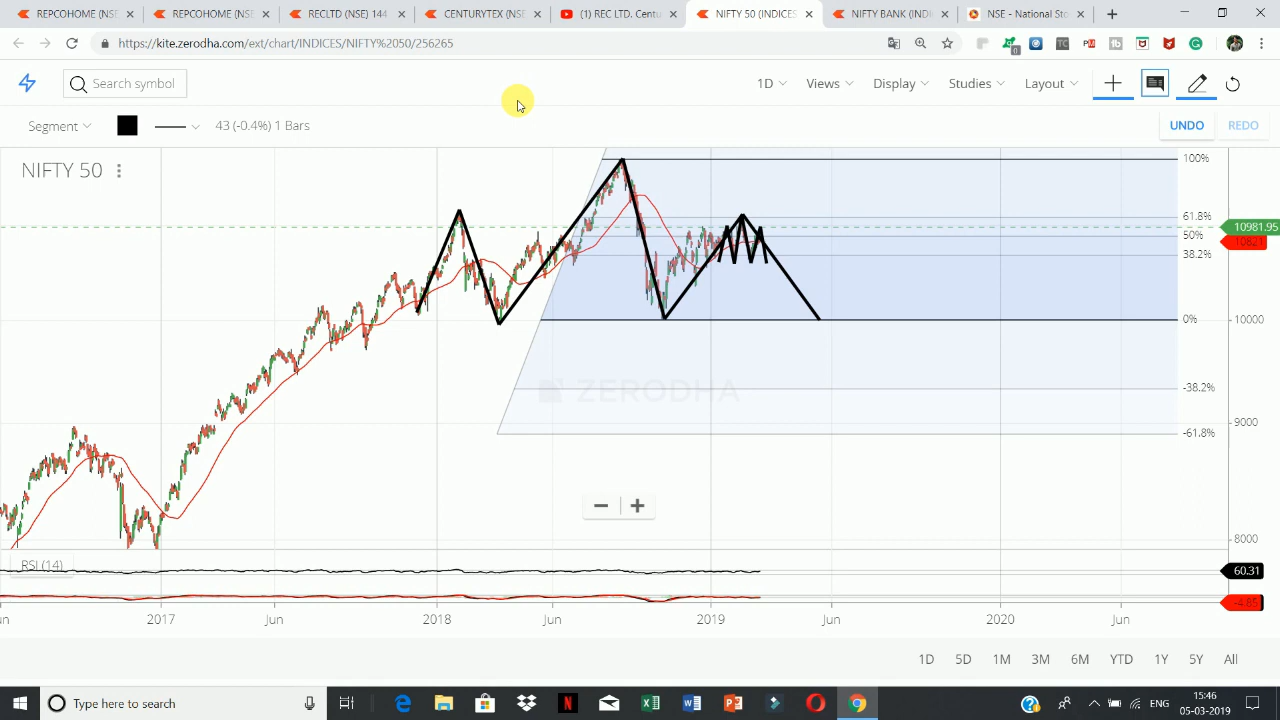 REPCOHOME (NSE
REPCOHOME (NSE
RECLTD (NSE) 144
CENTURYTEX (NSE
(1) REC LTD. Centu
NIFTY 50 (INDICES
NIFTY BANK (INDI
NSE - National Sto
https://kite.zerodha.com/ext/chart/INDICES/NIFTY%2050/256265
Search symbol
1D Views Display Studies Layout
Segment 43 (-0.4%) 1 Bars UNDO REDO
NIFTY 50
100%
61.8%
10981.95
50%
10821
38.2%
0% 10000
ZERODHA
-38.2%
9000
-61.8%
8000
RSI (14)
60.31
-4.85
2017 Jun 2018 Jun 2019 Jun 2020 Jun
1D 5D 1M 3M 6M YTD 1Y 5Y All
Type here to search
ENG
15:46
05-03-2019